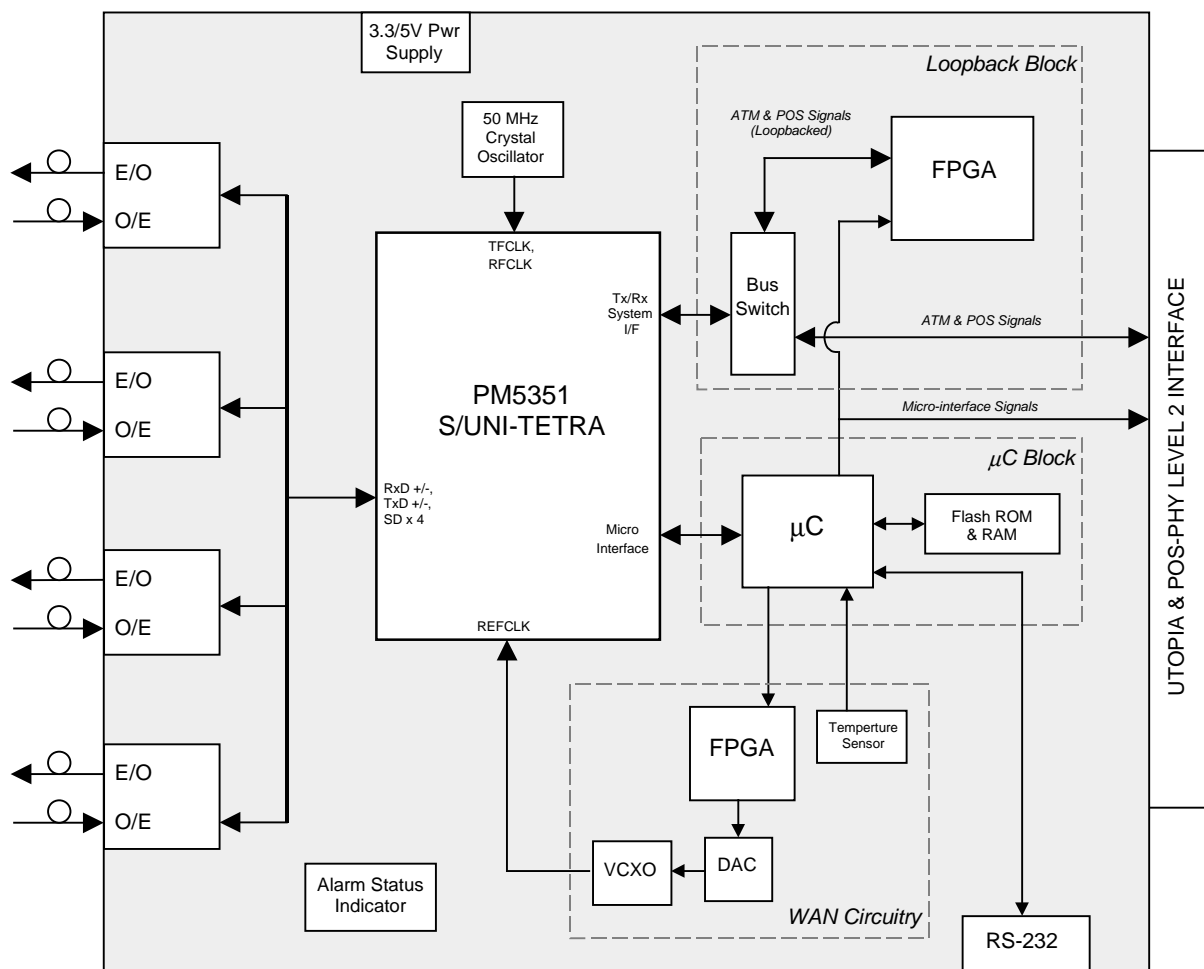 3.3/5V Pwr
Supply
Loopback Block
50 MHz
Crystal
Oscillator
ATM & POS Signals
(Loopbacked)
FPGA
E/O
O/E
TFCLK,
RFCLK
Tx/Rx
System
I/F
Bus
Switch
ATM & POS Signals
E/O
O/E
PM5351
S/UNI-TETRA
Micro-interface Signals
UTOPIA & POS-PHY LEVEL 2 INTERFACE
µC Block
RxD +/-,
TxD +/-,
SD x 4
Micro
Interface
µC
Flash ROM
& RAM
E/O
O/E
REFCLK
FPGA
Temperture
Sensor
E/O
O/E
VCXO
DAC
Alarm Status
Indicator
WAN Circuitry
RS-232